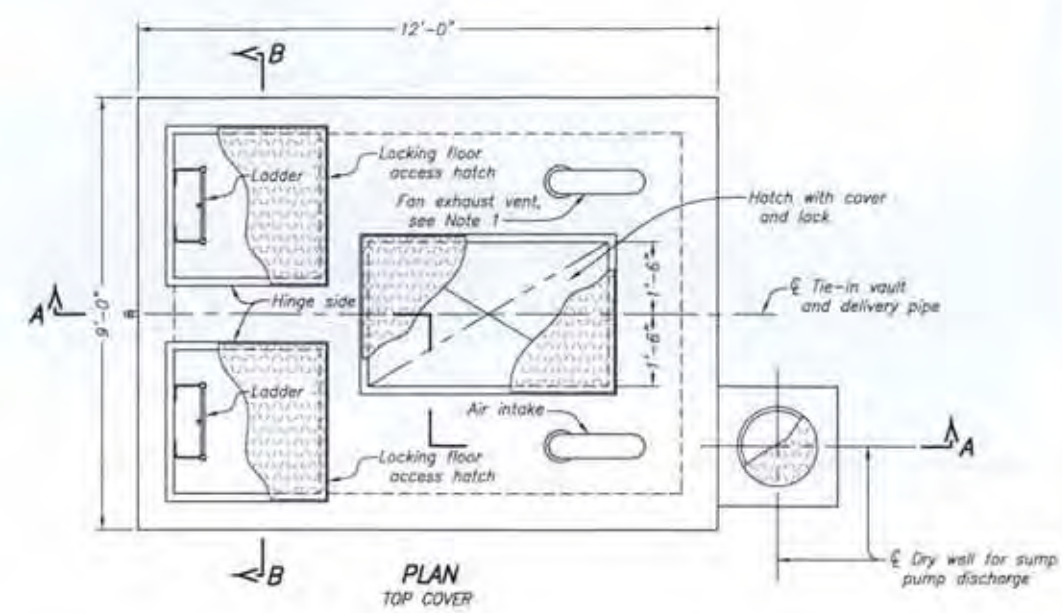 12'-0"
B
Locking floor
access hatch
Ladder
Fan exhaust vent,
see Note 1
Hatch with cover
and lock
9'-0"
1'-6"
1'-6"
A
Hinge side
℄ Tie-in vault
and delivery pipe
Ladder
Air intake
Locking floor
access hatch
A
℄ Dry well for sump
pump discharge
B
PLAN
TOP COVER